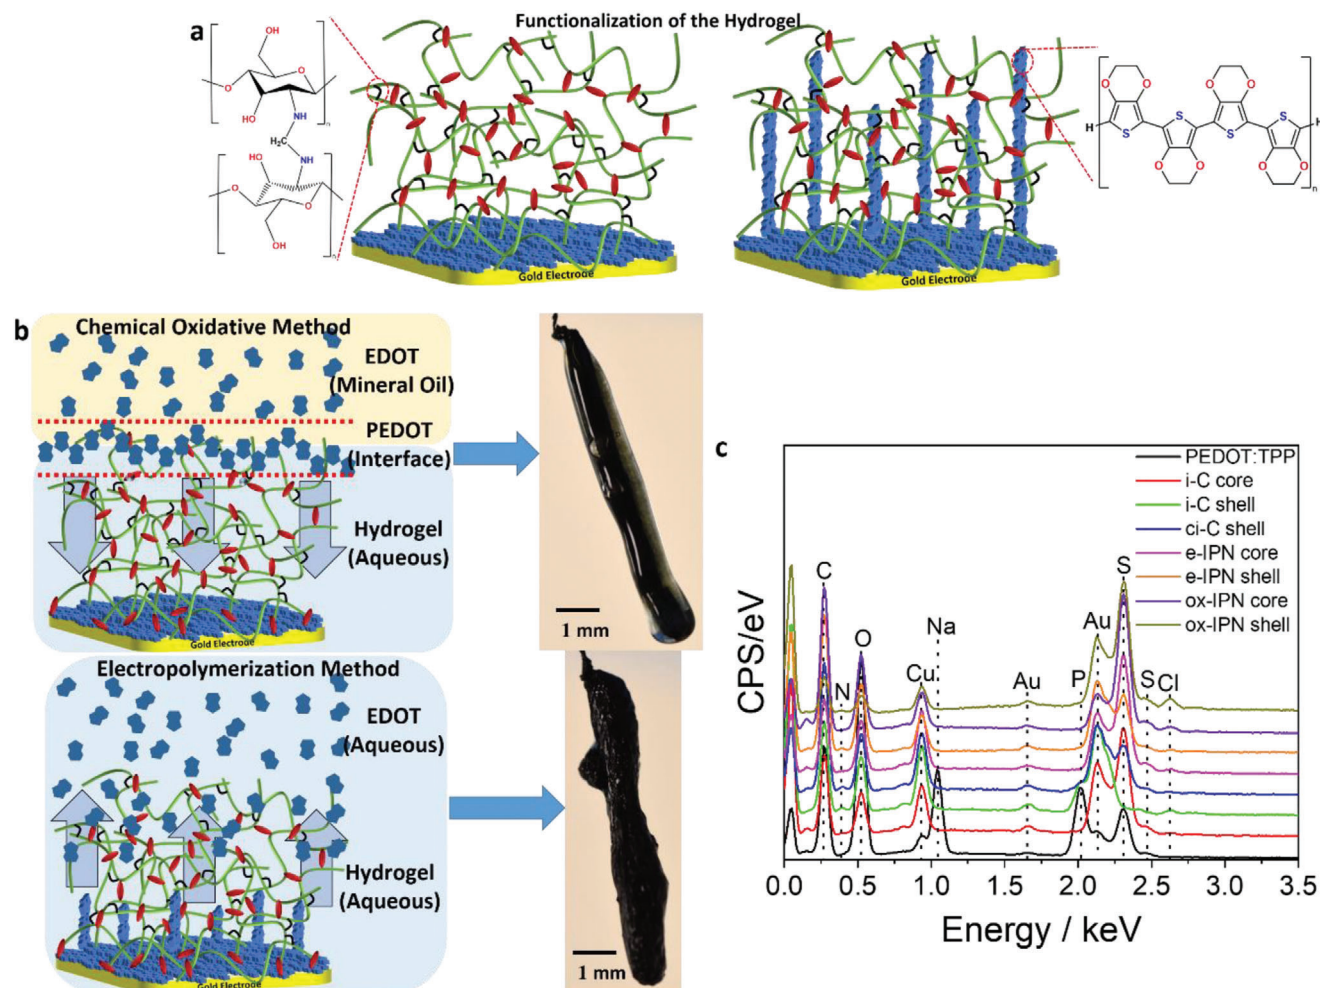 Functionalization of the Hydrogel
a
OH
O
O
HO
NH
n
H₂C
NH
HO
O
O
OH
n
Gold Electrode
Gold Electrode
O O
O O
S
S
H
H
S
S
O O
O O
n
b
Chemical Oxidative Method
EDOT
(Mineral Oil)
PEDOT
(Interface)
Hydrogel
(Aqueous)
Gold Electrode
1 mm
Electropolymerization Method
EDOT
(Aqueous)
Hydrogel
(Aqueous)
Gold Electrode
1 mm
c
PEDOT:TPP
i-C core
i-C shell
ci-C shell
e-IPN core
e-IPN shell
ox-IPN core
ox-IPN shell
C
N
O
Cu
Na
Au
P
Au
S
S
Cl
CPS/eV
0.0 0.5 1.0 1.5 2.0 2.5 3.0 3.5
Energy / keV